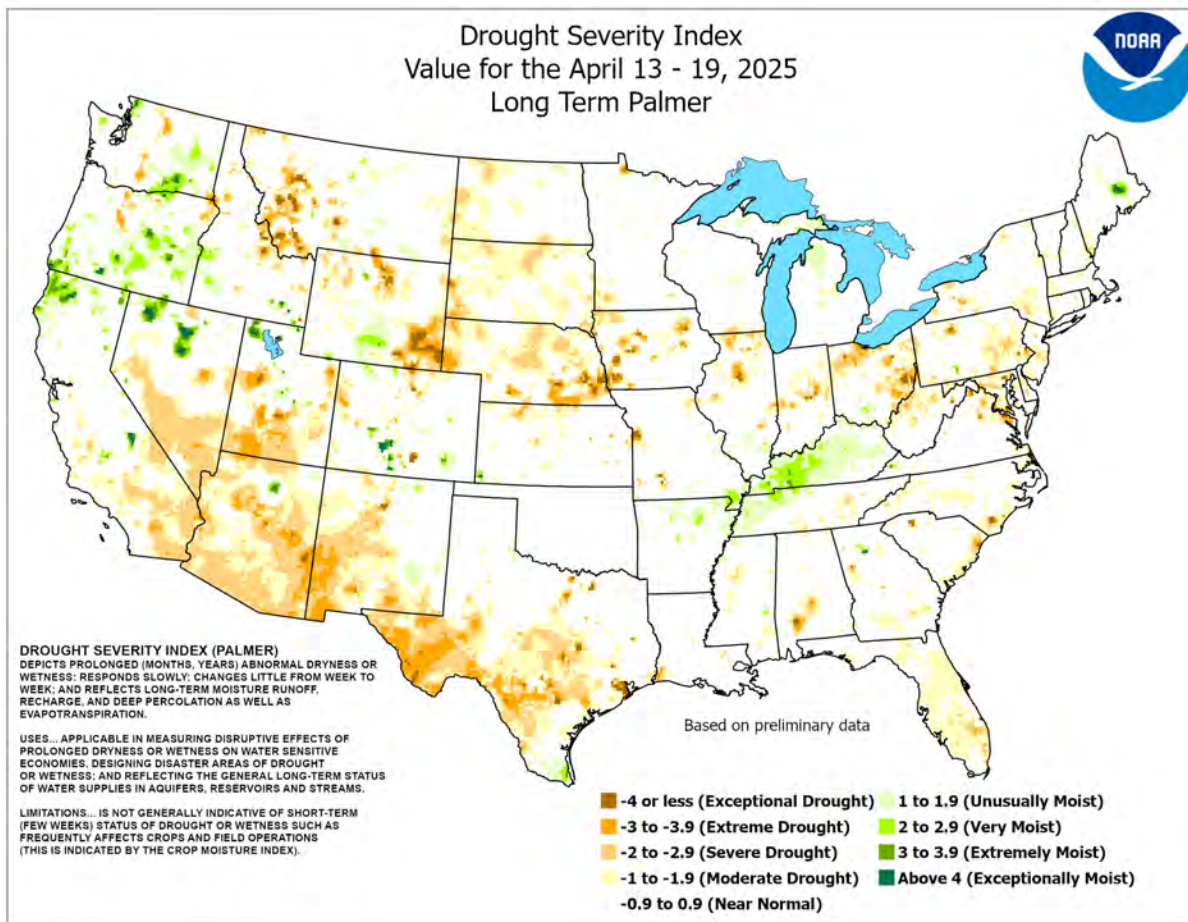 Drought Severity Index
Value for the April 13 - 19, 2025
Long Term Palmer
NOAA
DROUGHT SEVERITY INDEX (PALMER)
DEPICTS PROLONGED (MONTHS, YEARS) ABNORMAL DRYNESS OR
WETNESS; RESPONDS SLOWLY; CHANGES LITTLE FROM WEEK TO
WEEK; AND REFLECTS LONG-TERM MOISTURE RUNOFF,
RECHARGE, AND DEEP PERCOLATION AS WELL AS
EVAPOTRANSPIRATION.
USES... APPLICABLE IN MEASURING DISRUPTIVE EFFECTS OF
PROLONGED DRYNESS OR WETNESS ON WATER SENSITIVE
ECONOMIES, DESIGNING DISASTER AREAS OF DROUGHT
OR WETNESS; AND REFLECTING THE GENERAL LONG-TERM STATUS
OF WATER SUPPLIES IN AQUIFERS, RESERVOIRS AND STREAMS.
LIMITATIONS... IS NOT GENERALLY INDICATIVE OF SHORT-TERM
(FEW WEEKS) STATUS OF DROUGHT OR WETNESS SUCH AS
FREQUENTLY AFFECTS CROPS AND FIELD OPERATIONS
(THIS IS INDICATED BY THE CROP MOISTURE INDEX).
Based on preliminary data
-4 or less (Exceptional Drought)
-3 to -3.9 (Extreme Drought)
-2 to -2.9 (Severe Drought)
-1 to -1.9 (Moderate Drought)
-0.9 to 0.9 (Near Normal)
1 to 1.9 (Unusually Moist)
2 to 2.9 (Very Moist)
3 to 3.9 (Extremely Moist)
Above 4 (Exceptionally Moist)